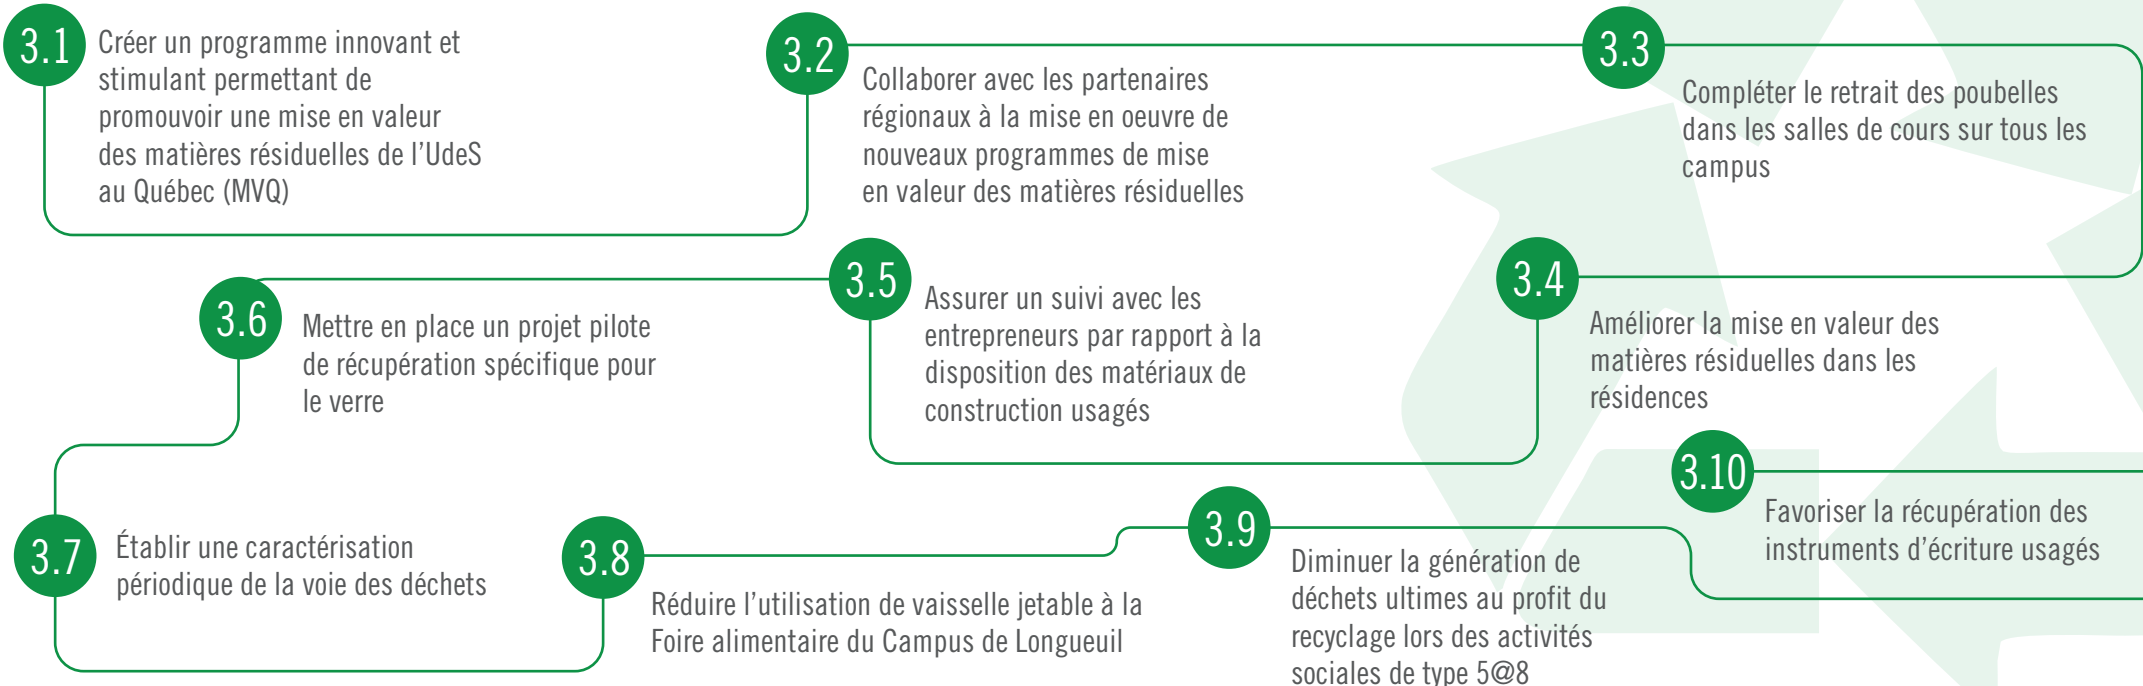 3.1
Créer un programme innovant et
stimulant permettant de
promouvoir une mise en valeur
des matières résiduelles de l’UdeS
au Québec (MVQ)
3.2
Collaborer avec les partenaires
régionaux à la mise en oeuvre de
nouveaux programmes de mise
en valeur des matières résiduelles
3.3
Compléter le retrait des poubelles
dans les salles de cours sur tous les
campus
3.4
Améliorer la mise en valeur des
matières résiduelles dans les
résidences
3.5
Assurer un suivi avec les
entrepreneurs par rapport à la
disposition des matériaux de
construction usagés
3.6
Mettre en place un projet pilote
de récupération spécifique pour
le verre
3.7
Établir une caractérisation
périodique de la voie des déchets
3.8
Réduire l’utilisation de vaisselle jetable à la
Foire alimentaire du Campus de Longueuil
3.9
Diminuer la génération de
déchets ultimes au profit du
recyclage lors des activités
sociales de type 5@8
3.10
Favoriser la récupération des
instruments d’écriture usagés